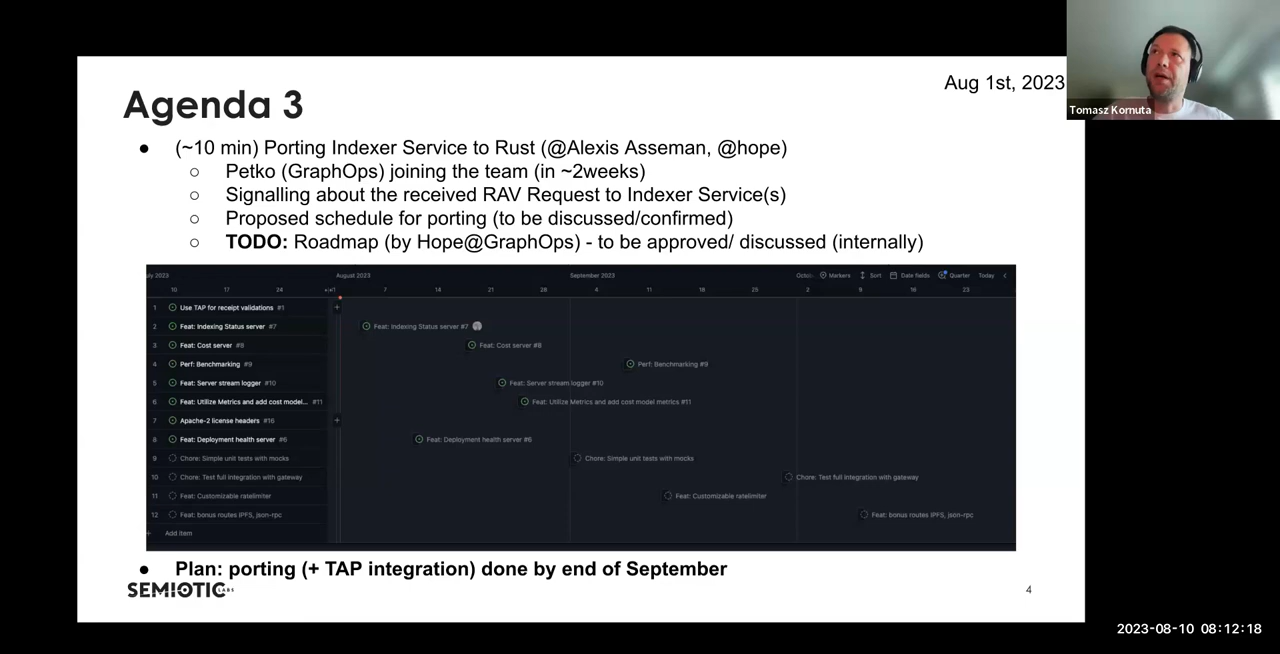 Aug 1st, 2023
Tomasz Kornuta
Agenda 3
● (~10 min) Porting Indexer Service to Rust (@Alexis Asseman, @hope)
○ Petko (GraphOps) joining the team (in ~2weeks)
○ Signalling about the received RAV Request to Indexer Service(s)
○ Proposed schedule for porting (to be discussed/confirmed)
○ TODO: Roadmap (by Hope@GraphOps) - to be approved/ discussed (internally)
uly 2023 August 2023 September 2023 Octo Markers Sort Date fields Quarter Today
10 17 24 7 14 21 28 4 11 18 25 2 9 16 23
1 Use TAP for receipt validations #1
2 Feat: Indexing Status server #7 Feat: Indexing Status server #7
3 Feat: Cost server #8 Feat: Cost server #8
4 Perf: Benchmarking #9 Perf: Benchmarking #9
5 Feat: Server stream logger #10 Feat: Server stream logger #10
6 Feat: Utilize Metrics and add cost model... #11 Feat: Utilize Metrics and add cost model metrics #11
7 Apache-2 license headers #16
8 Feat: Deployment health server #6 Feat: Deployment health server #6
9 Chore: Simple unit tests with mocks Chore: Simple unit tests with mocks
10 Chore: Test full integration with gateway Chore: Test full integration with gateway
11 Feat: Customizable ratelimiter Feat: Customizable ratelimiter
12 Feat: bonus routes IPFS, json-rpc Feat: bonus routes IPFS, json-rpc
+ Add item
● Plan: porting (+ TAP integration) done by end of September
SEMIOTIC LABS
4
2023-08-10 08:12:18